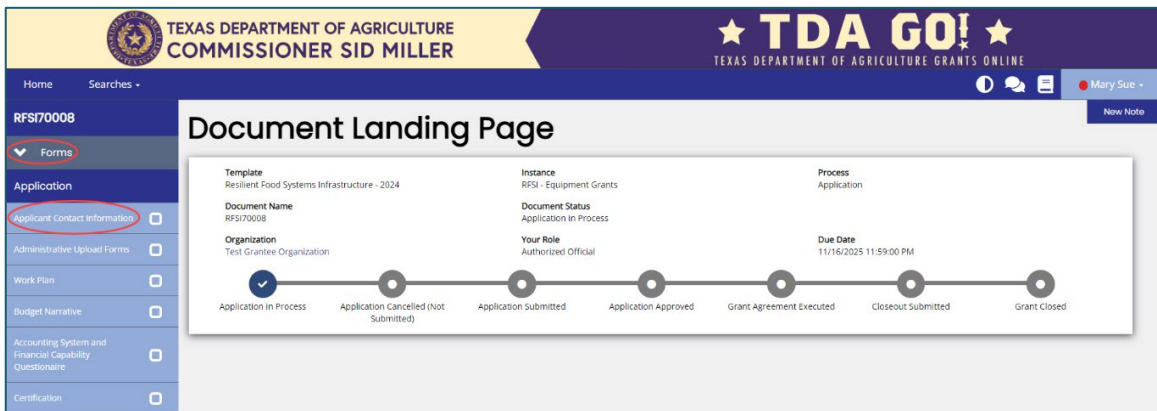 TEXAS DEPARTMENT OF AGRICULTURE
COMMISSIONER SID MILLER
TDA GO!
TEXAS DEPARTMENT OF AGRICULTURE GRANTS ONLINE
Home
Searches
Mary Sue
RFSI70008
New Note
Forms
Application
Applicant Contact Information
Administrative Upload Forms
Work Plan
Budget Narrative
Accounting System and
Financial Capability
Questionaire
Certification
Document Landing Page
Template
Resilient Food Systems Infrastructure - 2024
Instance
RFSI - Equipment Grants
Process
Application
Document Name
RFSI70008
Document Status
Application in Process
Organization
Test Grantee Organization
Your Role
Authorized Official
Due Date
11/16/2025 11:59:00 PM
Application in Process
Application Cancelled (Not
Submitted)
Application Submitted
Application Approved
Grant Agreement Executed
Closeout Submitted
Grant Closed